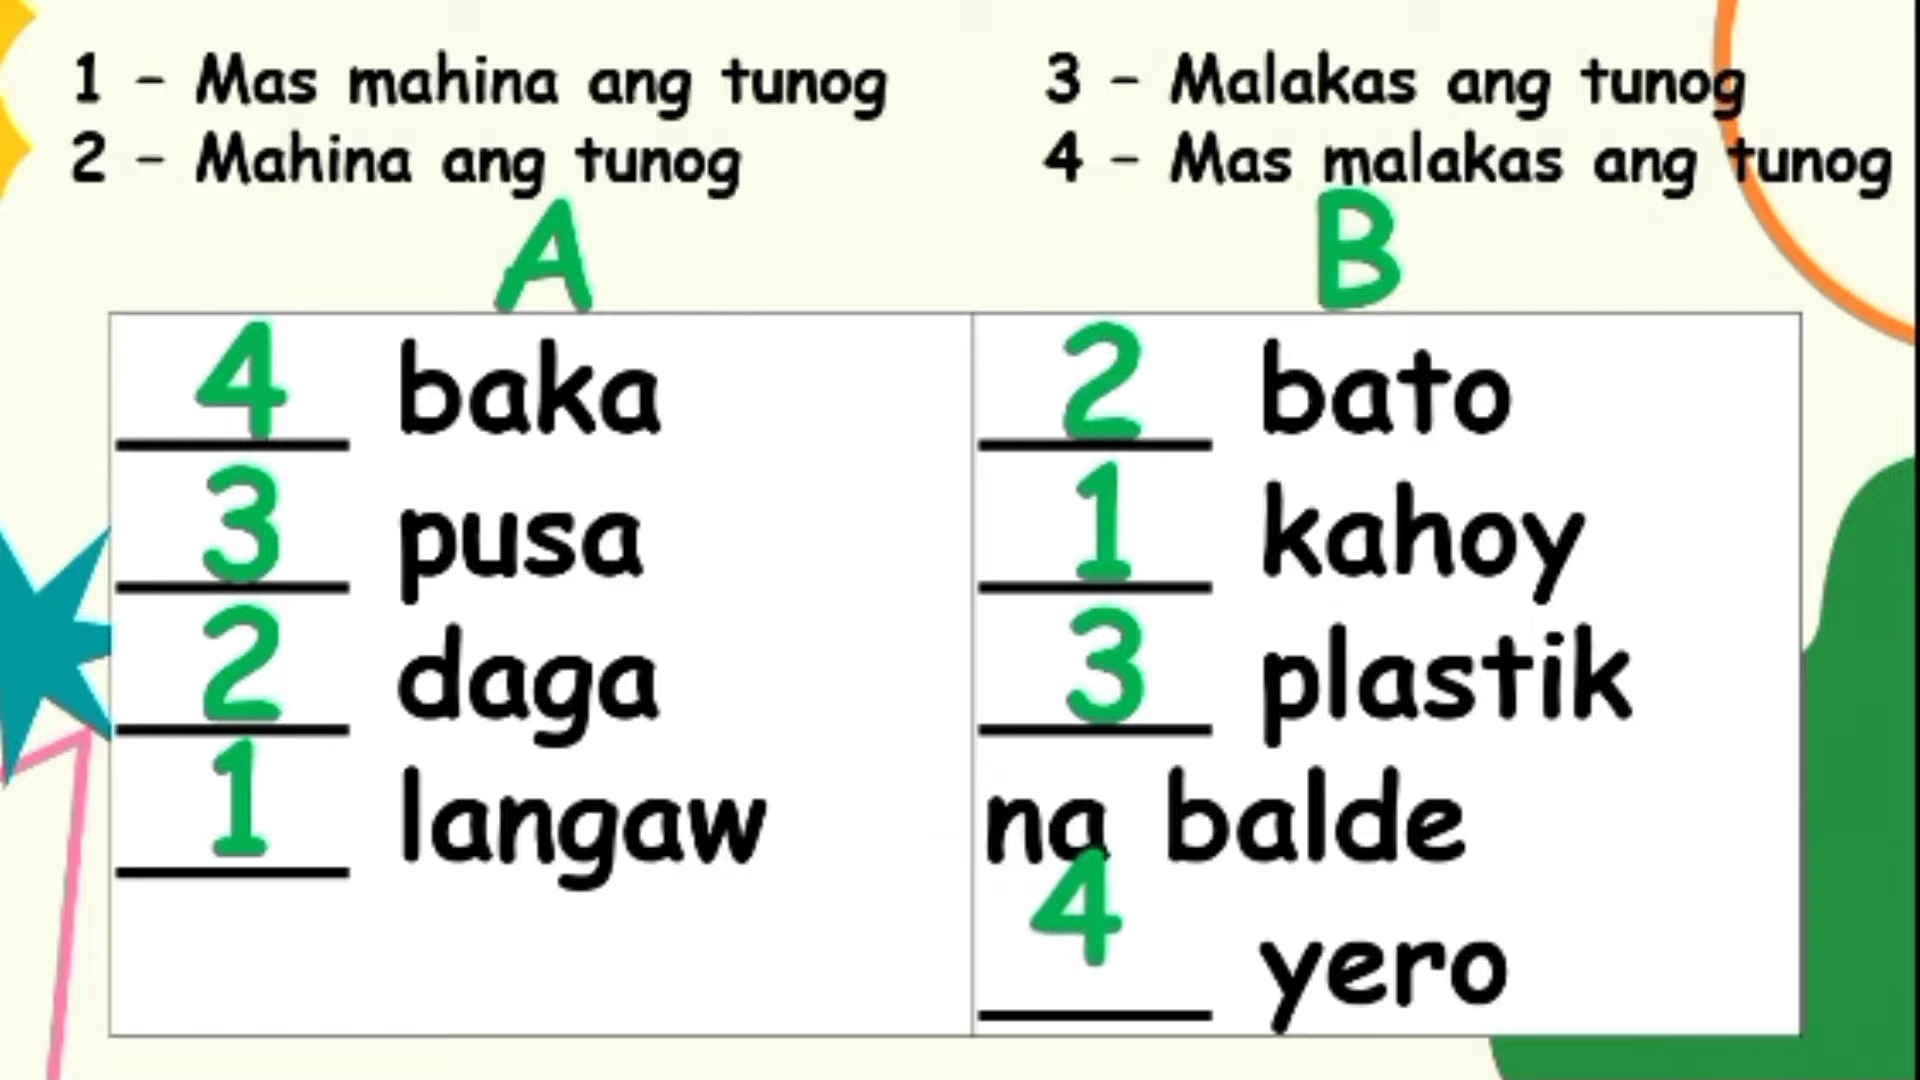 1 - Mas mahina ang tunog
2 - Mahina ang tunog
3 - Malakas ang tunog
4 - Mas malakas ang tunog
A
4 baka
3 pusa
2 daga
1 langaw
B
2 bato
1 kahoy
3 plastik
na balde
4 yero